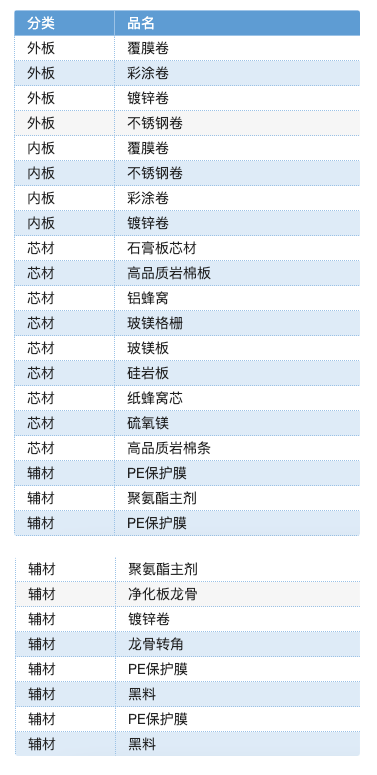 分类 品名
外板 覆膜卷
外板 彩涂卷
外板 镀锌卷
外板 不锈钢卷
内板 覆膜卷
内板 不锈钢卷
内板 彩涂卷
内板 镀锌卷
芯材 石膏板芯材
芯材 高品质岩棉板
芯材 铝蜂窝
芯材 玻镁格栅
芯材 玻镁板
芯材 硅岩板
芯材 纸蜂窝芯
芯材 硫氧镁
芯材 高品质岩棉条
辅材 PE保护膜
辅材 聚氨酯主剂
辅材 PE保护膜
辅材 聚氨酯主剂
辅材 净化板龙骨
辅材 镀锌卷
辅材 龙骨转角
辅材 PE保护膜
辅材 黑料
辅材 PE保护膜
辅材 黑料